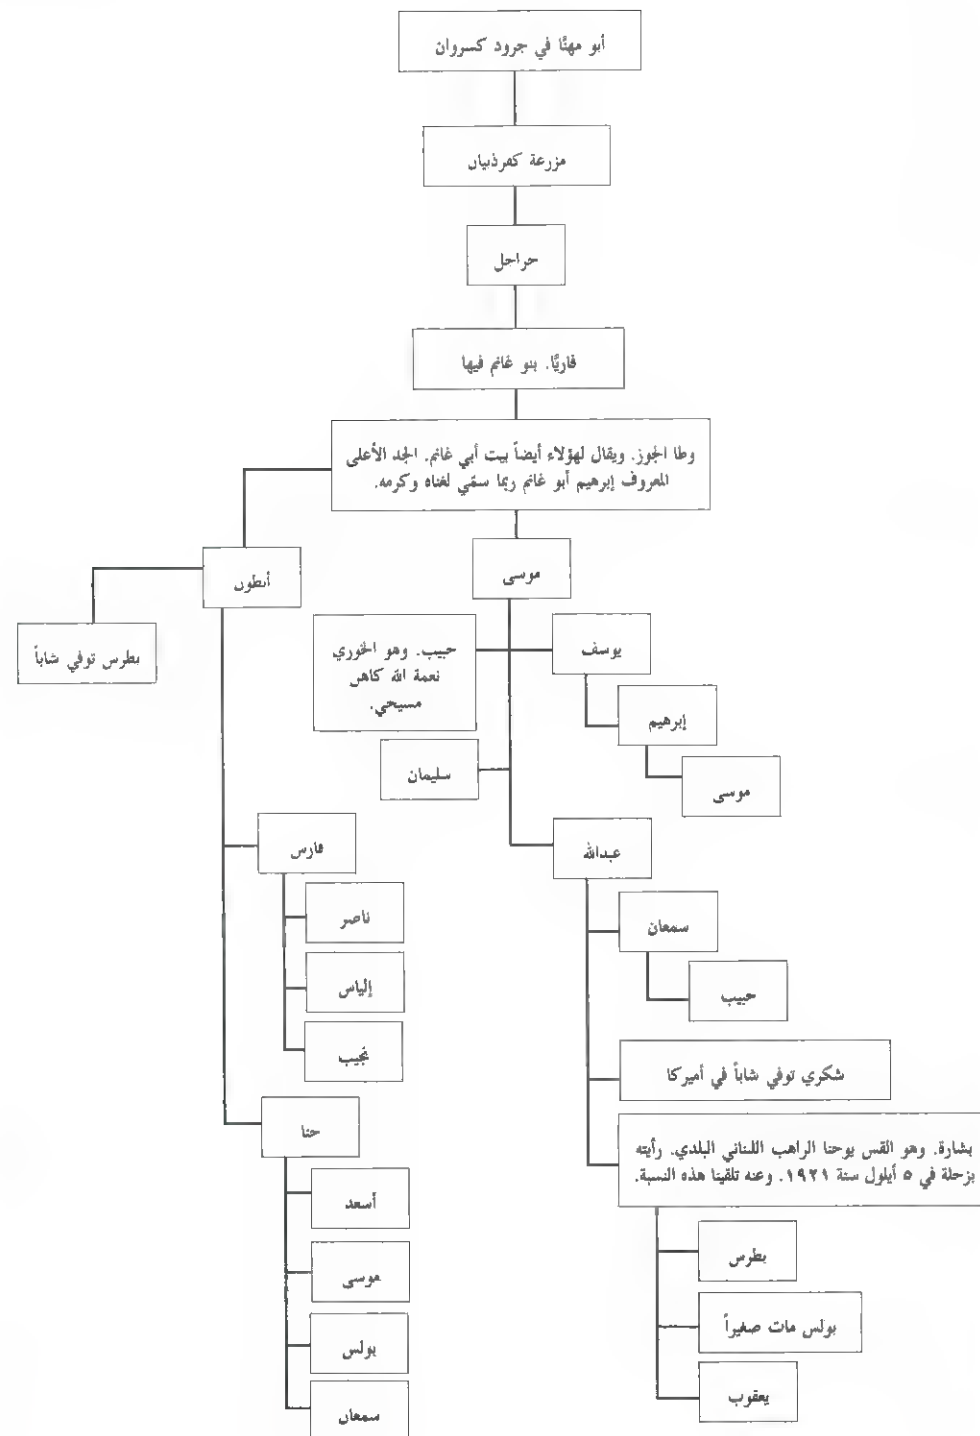 أبو مهنّا في جرود كسروان
مزرعة كفرذبيان
حراجل
فاريّا. بنو غانم فيها
وطا الجوز. ويقال لهؤلاء أيضاً بيت أبي غانم. الجد الأعلى
المعروف إبرهيم أبو غانم ربما سمّي لغناه وكرمه.
موسى
أنطون
بطرس توفي شاباً
يوسف
حبيب. وهو الخوري
نعمة الله كاهن
مسيحي.
إبرهيم
موسى
سليمان
عبدالله
سمعان
حبيب
شكري توفي شاباً في أميركا
بشارة. وهو القس يوحنا الراهب اللبناني البلدي. رأيته
بزحلة في ٥ أيلول سنة ١٩٢١. وعنه تلقينا هذه النسبة.
بطرس
بولس مات صغيراً
يعقوب
فارس
ناصر
إلياس
نجيب
حنا
أسعد
موسى
بولس
سمعان